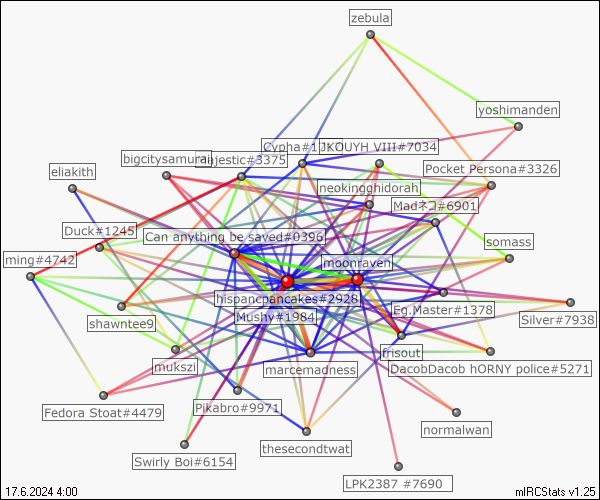 zebula
yoshimanden
JKOUYH VIII#7034
bigcitysamurai
majestic#3375
Pocket Persona#3326
eliakith
neokingghidorah
Madネコ#6901
Duck#1245
Can anything be saved#0396
somass
ming#4742
moonraven
hispancpancakes#2928
Eg.Master#1378
Mushy#1984
Silver#7938
shawntee9
frisout
mukszi
marcemadness
DacobDacob hORNY police#5271
Fedora Stoat#4479
Pikabro#9971
normalwan
thesecondtwat
Swirly Boi#6154
LPK2387 #7690
17.6.2024 4:00
mIRCStats v1.25